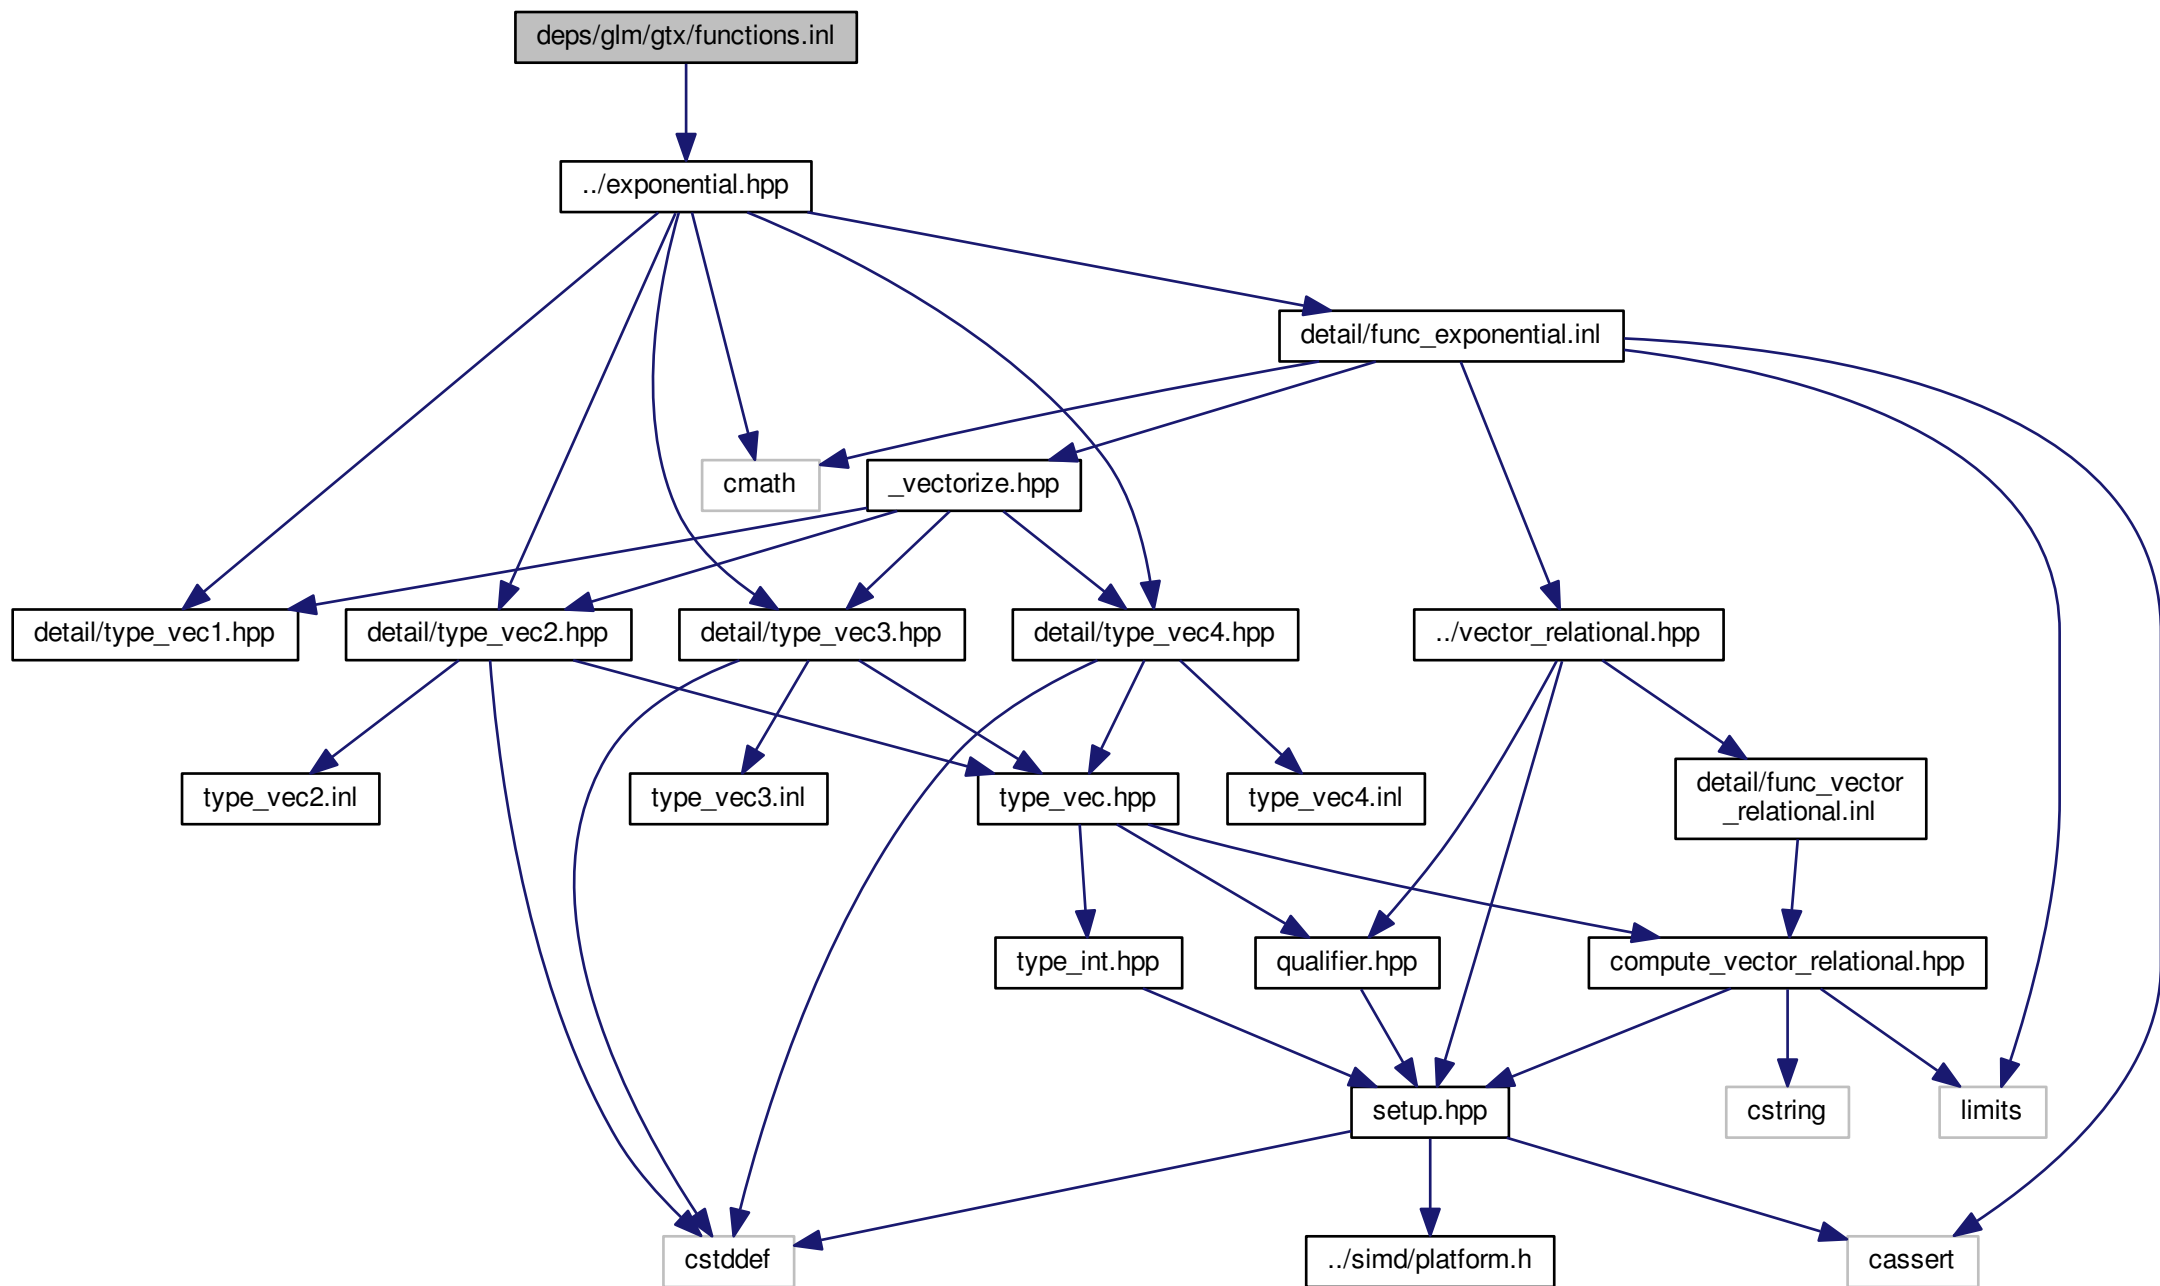 deps/glm/gtx/functions.inl
../exponential.hpp
detail/func_exponential.inl
cmath
_vectorize.hpp
detail/type_vec1.hpp
detail/type_vec2.hpp
detail/type_vec3.hpp
detail/type_vec4.hpp
../vector_relational.hpp
type_vec2.inl
type_vec3.inl
type_vec.hpp
type_vec4.inl
detail/func_vector
_relational.inl
type_int.hpp
qualifier.hpp
compute_vector_relational.hpp
setup.hpp
cstring
limits
cstddef
../simd/platform.h
cassert